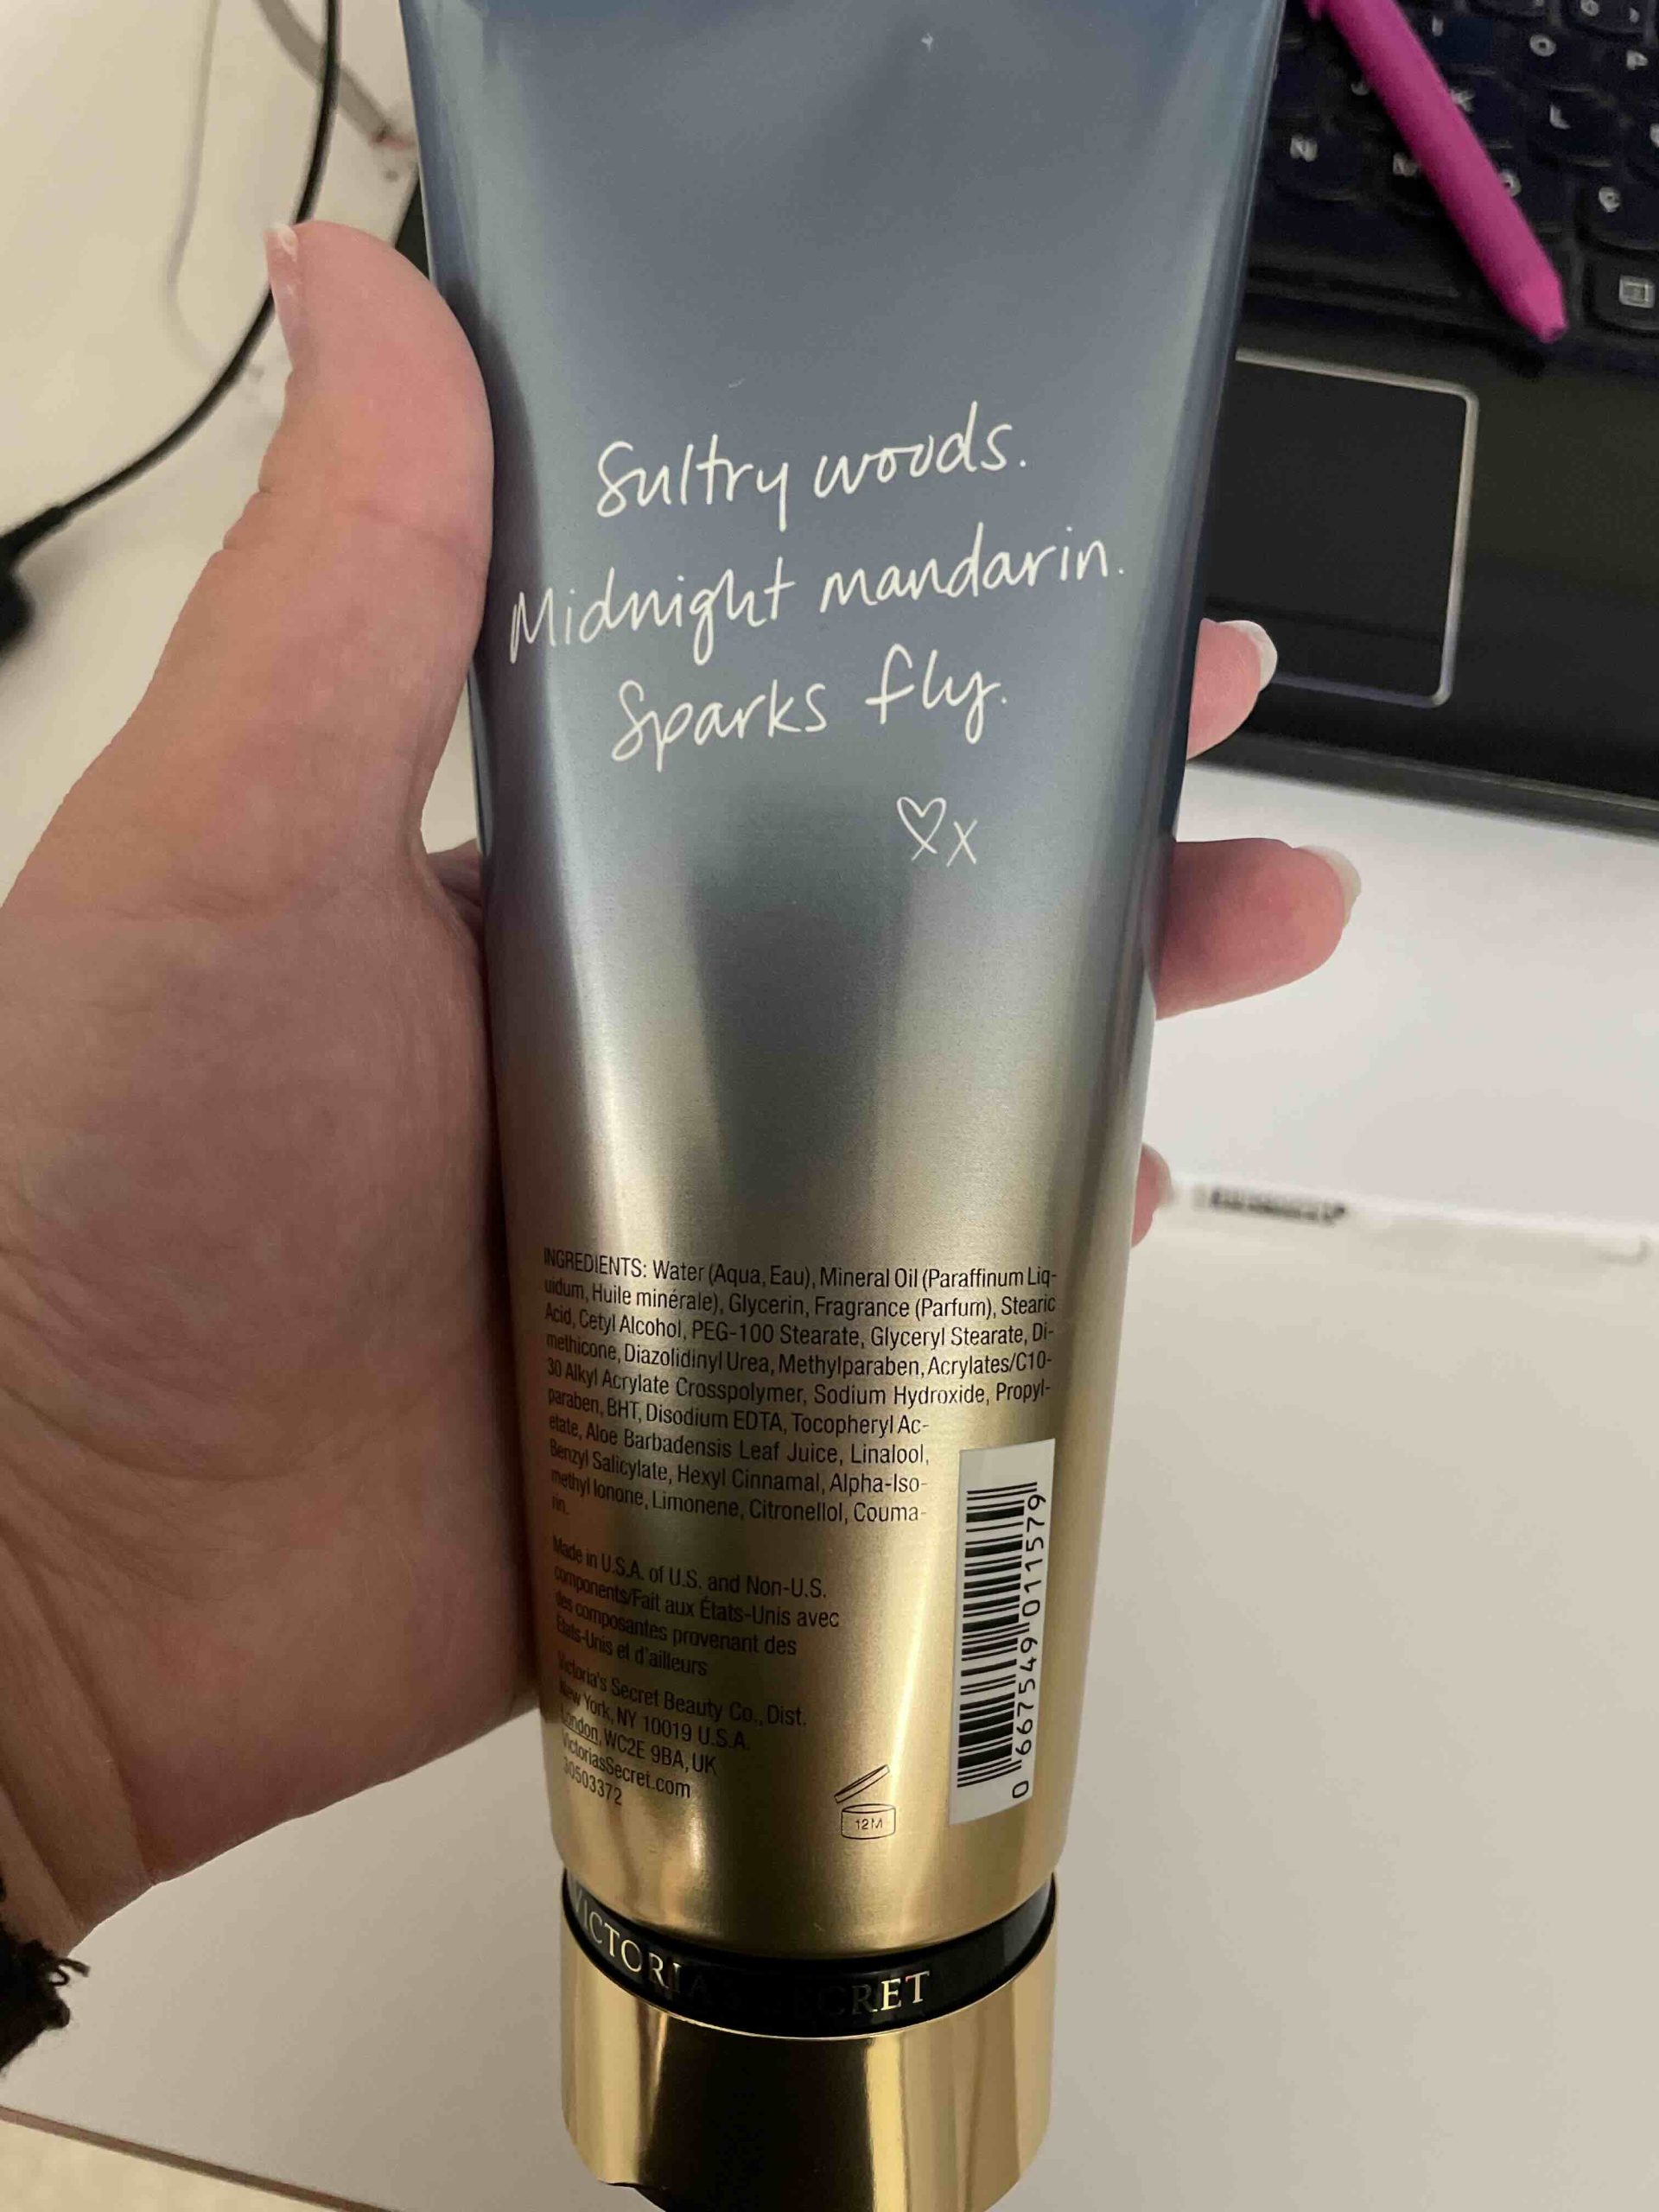 Sultry woods.
Midnight mandarin.
Sparks fly.
X
INGREDIENTS: Water (Aqua, Eau), Mineral Oil (Paraffinum Liq-
uidum, Huile minérale), Glycerin, Fragrance (Parfum), Stearic
Acid, Cetyl Alcohol, PEG-100 Stearate, Glyceryl Stearate, Di-
methicone, Diazolidinyl Urea, Methylparaben, Acrylates/C10-
30 Alkyl Acrylate Crosspolymer, Sodium Hydroxide, Propyl-
paraben, BHT, Disodium EDTA, Tocopheryl Ac-
etate, Aloe Barbadensis Leaf Juice, Linalool,
Benzyl Salicylate, Hexyl Cinnamal, Alpha-Iso-
methyl Ionone, Limonene, Citronellol, Couma-
rin.
Made in U.S.A. of U.S. and Non-U.S.
components/Fait aux États-Unis avec
des composantes provenant des
États-Unis et d'ailleurs
Victoria's Secret Beauty Co., Dist.
New York, NY 10019 U.S.A.
London, WC2E 9BA, UK
VictoriasSecret.com
30503372
12M
0 667549 011579
VICTORIA'S SECRET